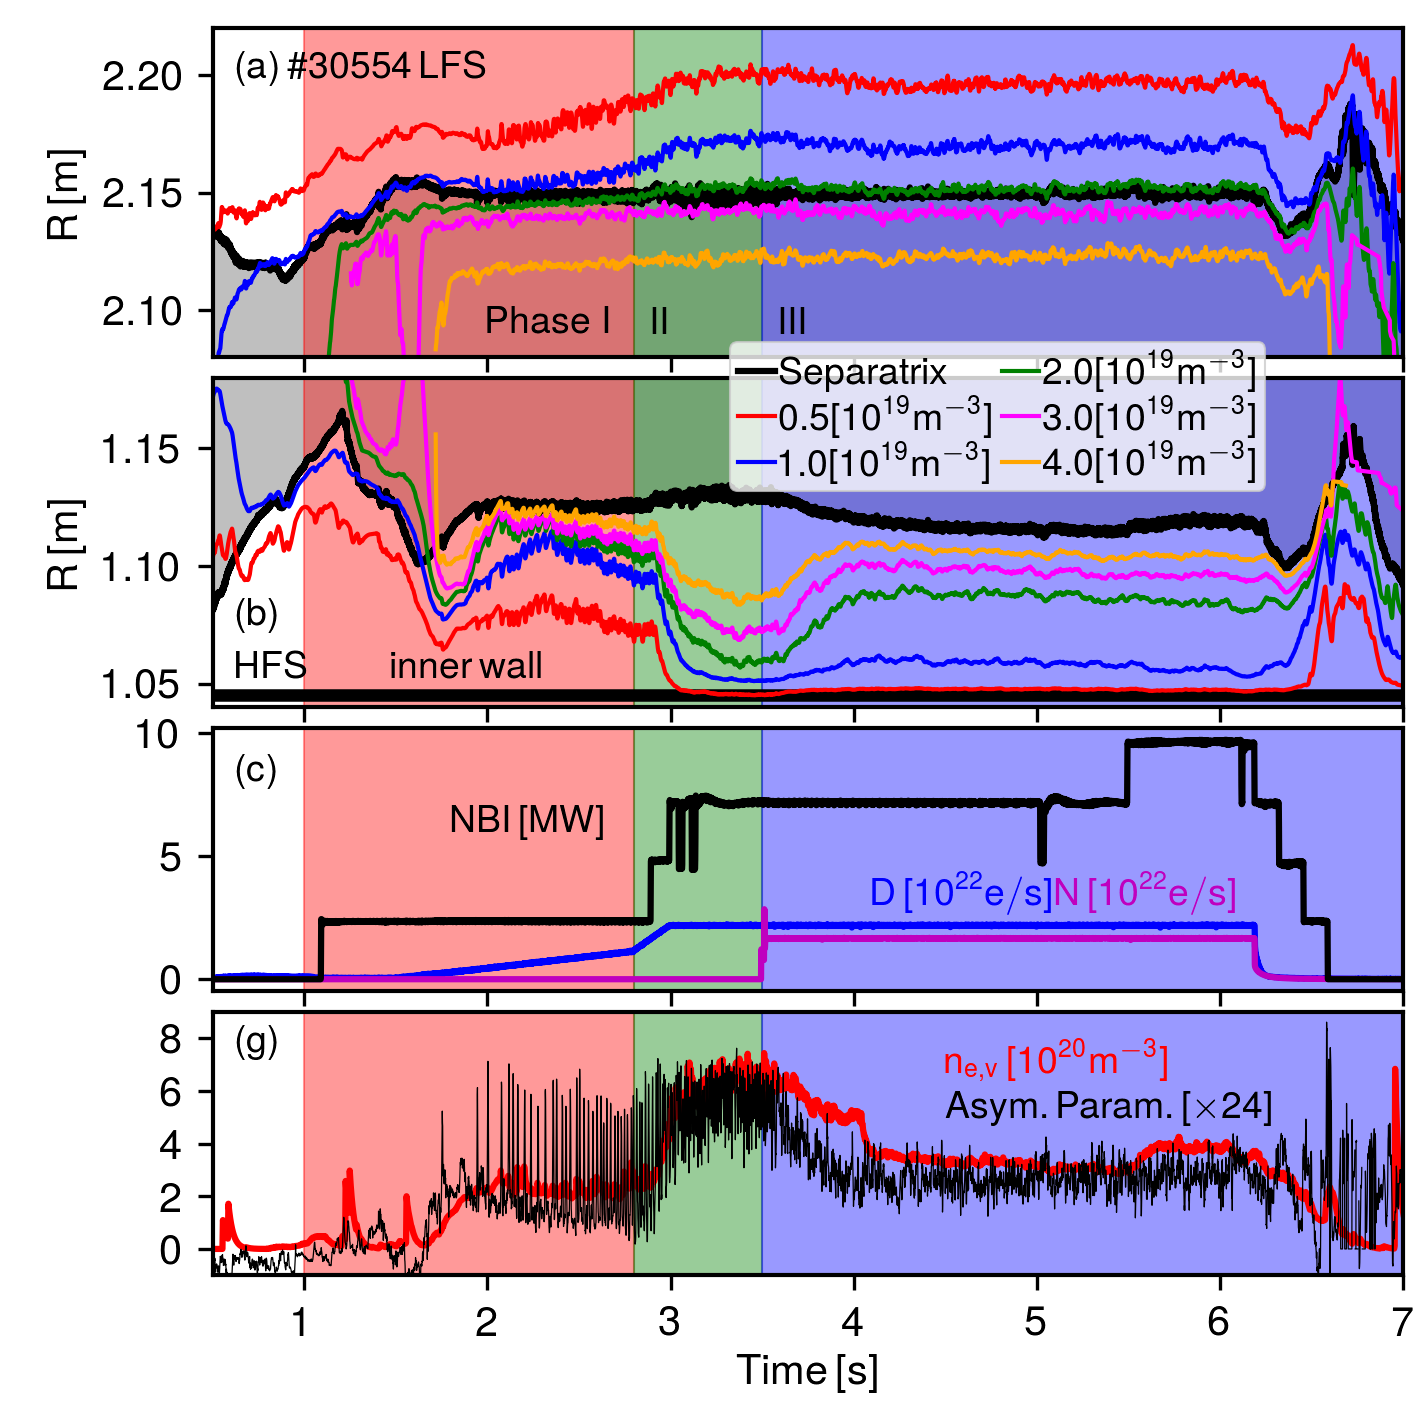 (a) #30554 LFS
2.20
R [m]
2.15
2.10
Phase I II III
Separatrix 2.0[10¹⁹m⁻³]
0.5[10¹⁹m⁻³] 3.0[10¹⁹m⁻³]
1.0[10¹⁹m⁻³] 4.0[10¹⁹m⁻³]
1.15
R [m]
1.10
(b)
HFS inner wall
1.05
10
(c)
NBI [MW]
5
D [10²²e/s] N [10²²e/s]
0
(g)
8
nₑ,ᵥ [10²⁰m⁻³]
6
Asym. Param. [×24]
4
2
0
1 2 3 4 5 6 7
Time [s]